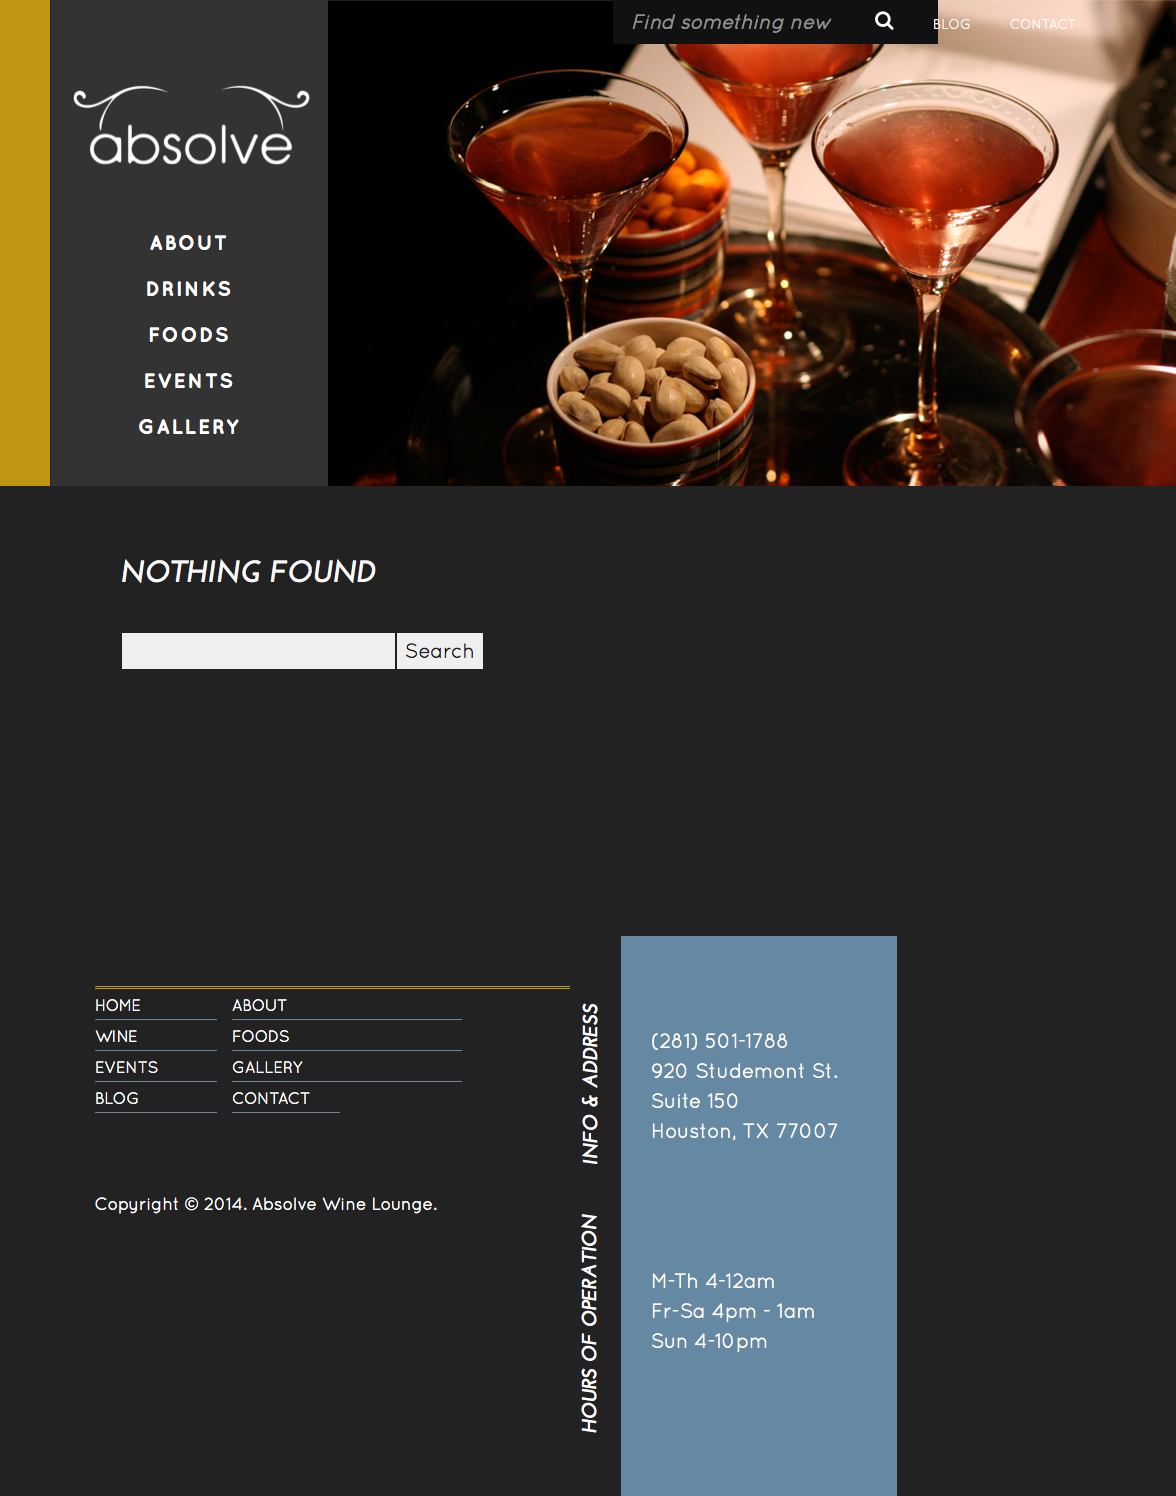 Find something new
BLOG
CONTACT
absolve
ABOUT
DRINKS
FOODS
EVENTS
GALLERY
NOTHING FOUND
Search
HOME
ABOUT
WINE
FOODS
EVENTS
GALLERY
BLOG
CONTACT
Copyright © 2014. Absolve Wine Lounge.
INFO & ADDRESS
(281) 501-1788
920 Studemont St.
Suite 150
Houston, TX 77007
HOURS OF OPERATION
M-Th 4-12am
Fr-Sa 4pm - 1am
Sun 4-10pm